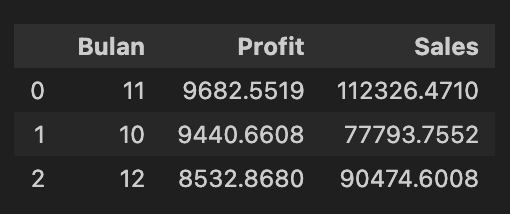 Bulan Profit Sales
0 11 9682.5519 112326.4710
1 10 9440.6608 77793.7552
2 12 8532.8680 90474.6008